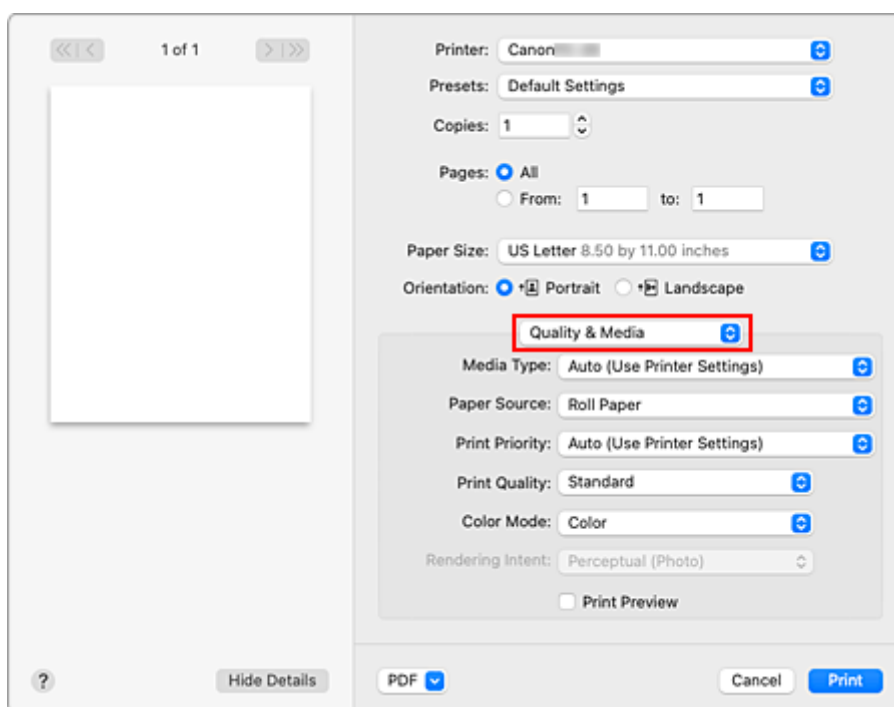 1 of 1
Printer: Canon
Presets: Default Settings
Copies: 1
Pages: All
From: 1 to: 1
Paper Size: US Letter 8.50 by 11.00 inches
Orientation: Portrait Landscape
Quality & Media
Media Type: Auto (Use Printer Settings)
Paper Source: Roll Paper
Print Priority: Auto (Use Printer Settings)
Print Quality: Standard
Color Mode: Color
Rendering Intent: Perceptual (Photo)
Print Preview
? Hide Details PDF Cancel Print